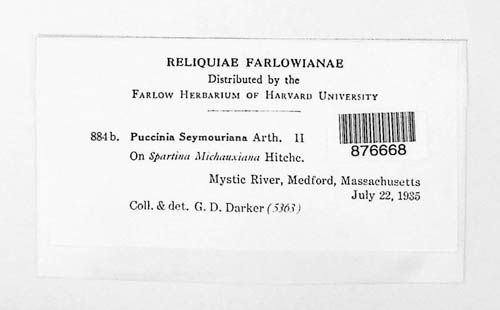 RELIQUIAE FARLOWIANAE
Distributed by the
FARLOW HERBARIUM OF HARVARD UNIVERSITY
884b. Puccinia Seymouriana Arth. II
On Spartina Michauxiana Hitchc.
876668
Mystic River, Medford, Massachusetts
July 22, 1935
Coll. & det. G. D. Darker (5363)